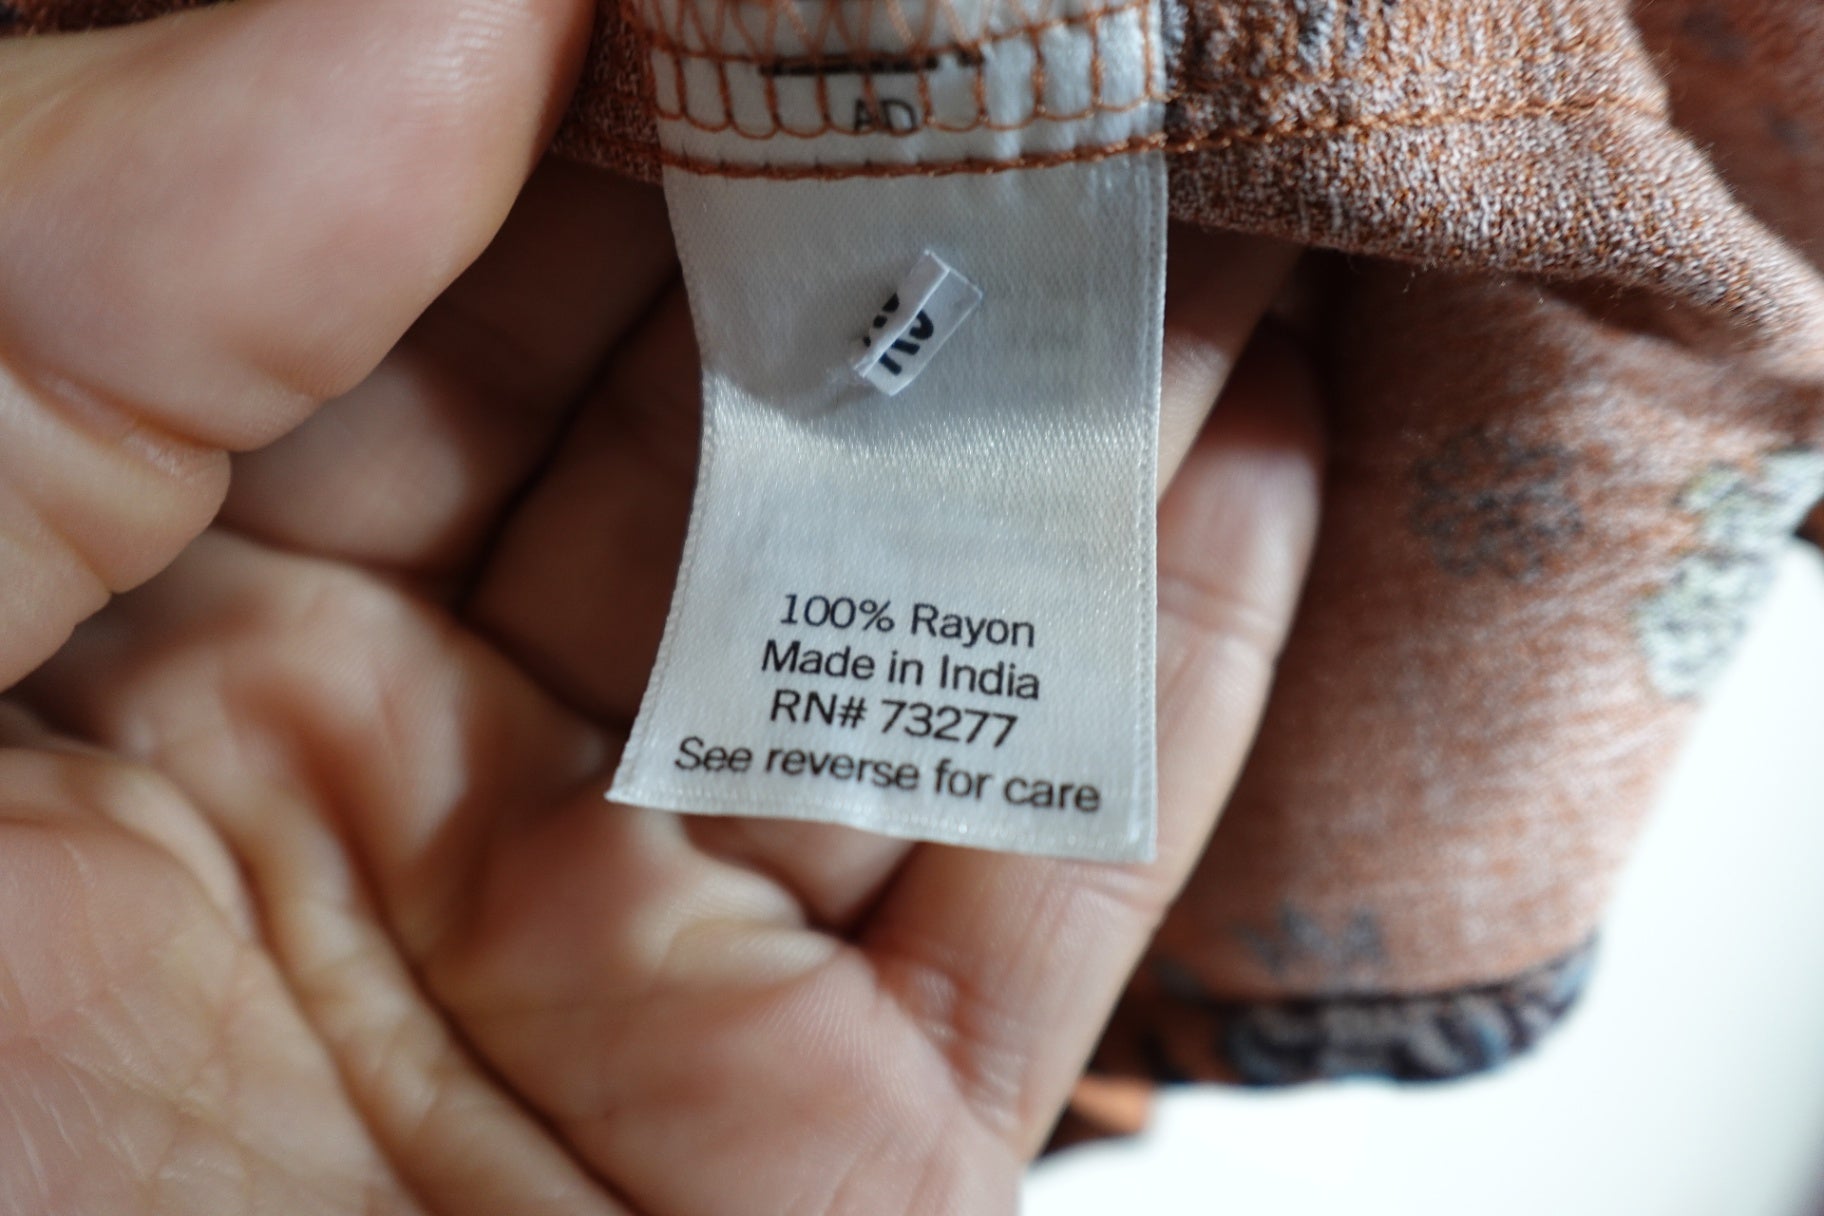 AD
100% Rayon
Made in India
RN# 73277
See reverse for care